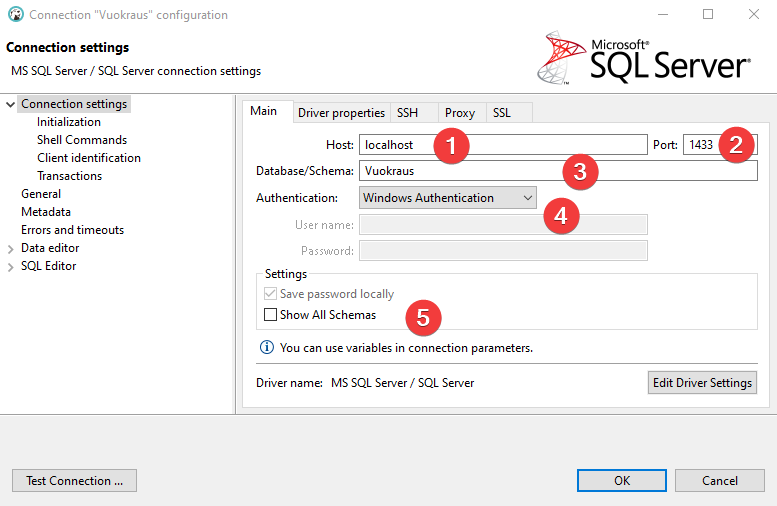 Connection "Vuokraus" configuration
Connection settings
MS SQL Server / SQL Server connection settings
Microsoft®
SQL Server®
Connection settings
Initialization
Shell Commands
Client identification
Transactions
General
Metadata
Errors and timeouts
Data editor
SQL Editor
Main Driver properties SSH Proxy SSL
Host: localhost 1 Port: 1433 2
Database/Schema: Vuokraus 3
Authentication: Windows Authentication 4
User name:
Password:
Settings
Save password locally
Show All Schemas 5
You can use variables in connection parameters.
Driver name: MS SQL Server / SQL Server Edit Driver Settings
Test Connection ... OK Cancel